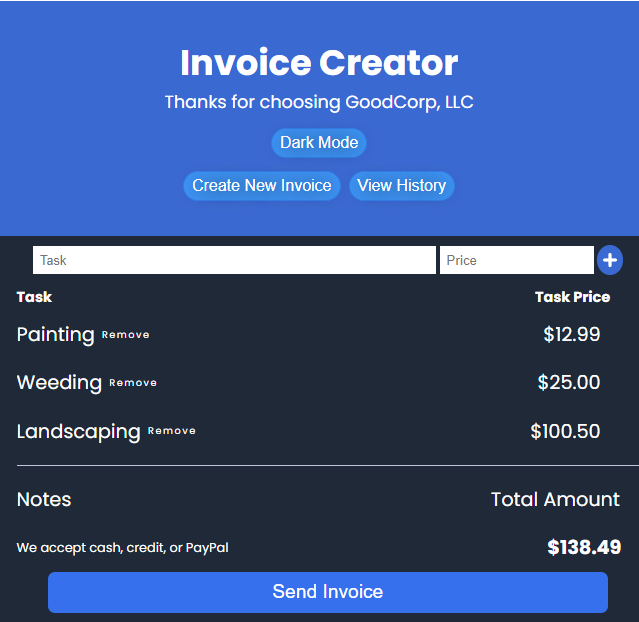 Invoice Creator
Thanks for choosing GoodCorp, LLC
Dark Mode
Create New Invoice View History
Task Price
Task Task Price
Painting Remove $12.99
Weeding Remove $25.00
Landscaping Remove $100.50
Notes Total Amount
We accept cash, credit, or PayPal $138.49
Send Invoice